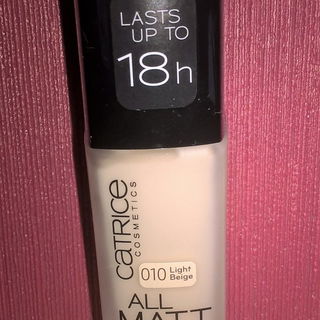 LASTS
UP TO
18h
CATRICE
COSMETICS
010 Light
Beige
ALL
MATT